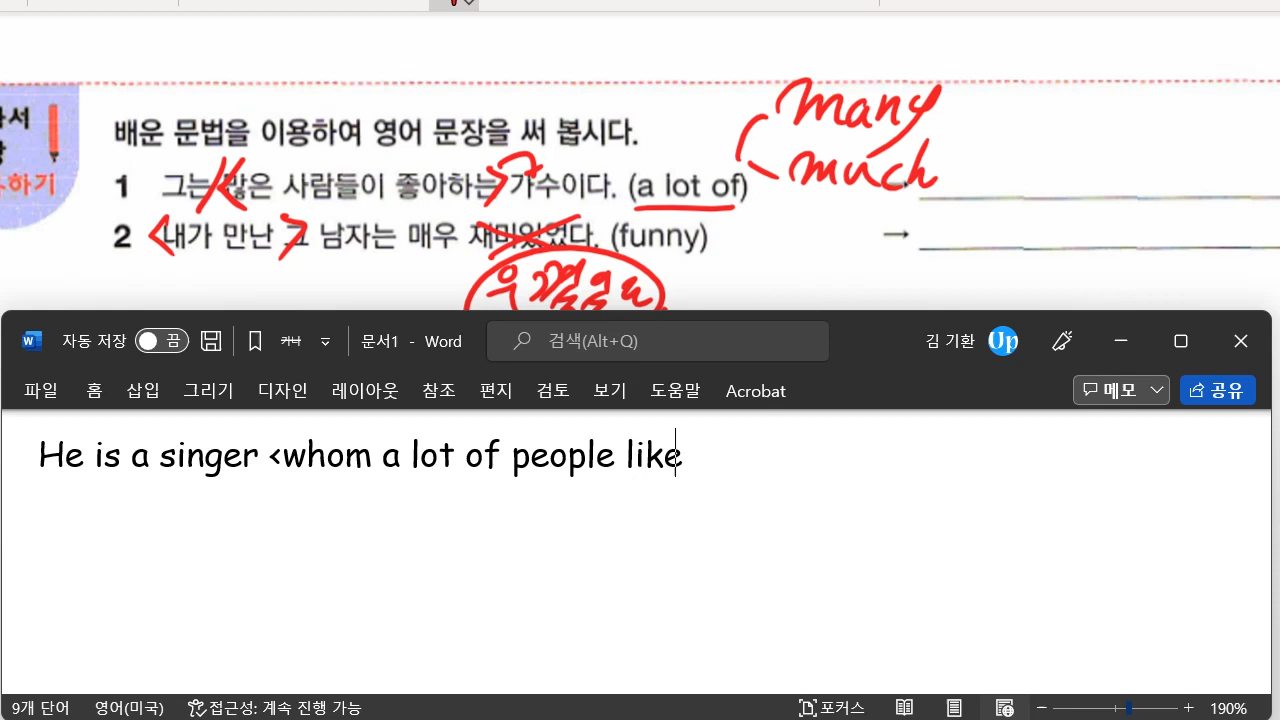 하기
배운 문법을 이용하여 영어 문장을 써 봅시다.
many
much
1 그는 많은 사람들이 좋아하는 가수이다. (a lot of)
2 내가 만난 그 남자는 매우 재미있었다. (funny) →
자동 저장 끔 가나 문서1 - Word 검색(Alt+Q) 김 기환 Up
파일 홈 삽입 그리기 디자인 레이아웃 참조 편지 검토 보기 도움말 Acrobat 메모 공유
He is a singer <whom a lot of people like
9개 단어 영어(미국) 접근성: 계속 진행 가능 포커스 190%